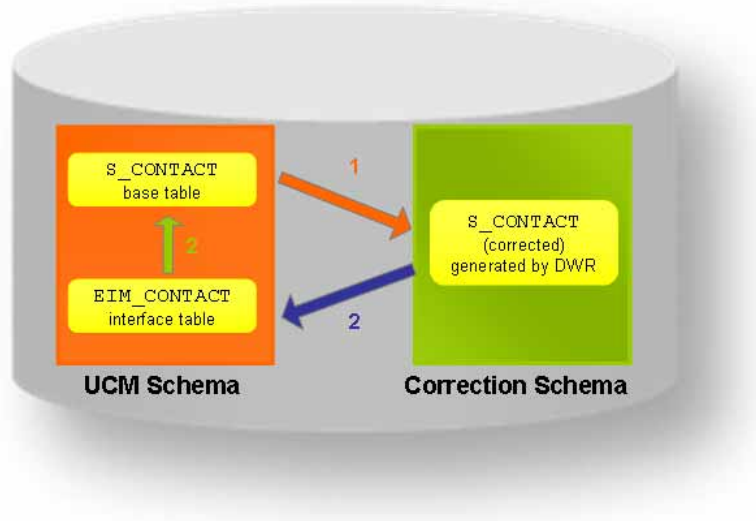 S_CONTACT
base table
2
EIM_CONTACT
interface table
UCM Schema
1
2
S_CONTACT
(corrected)
generated by DWR
Correction Schema